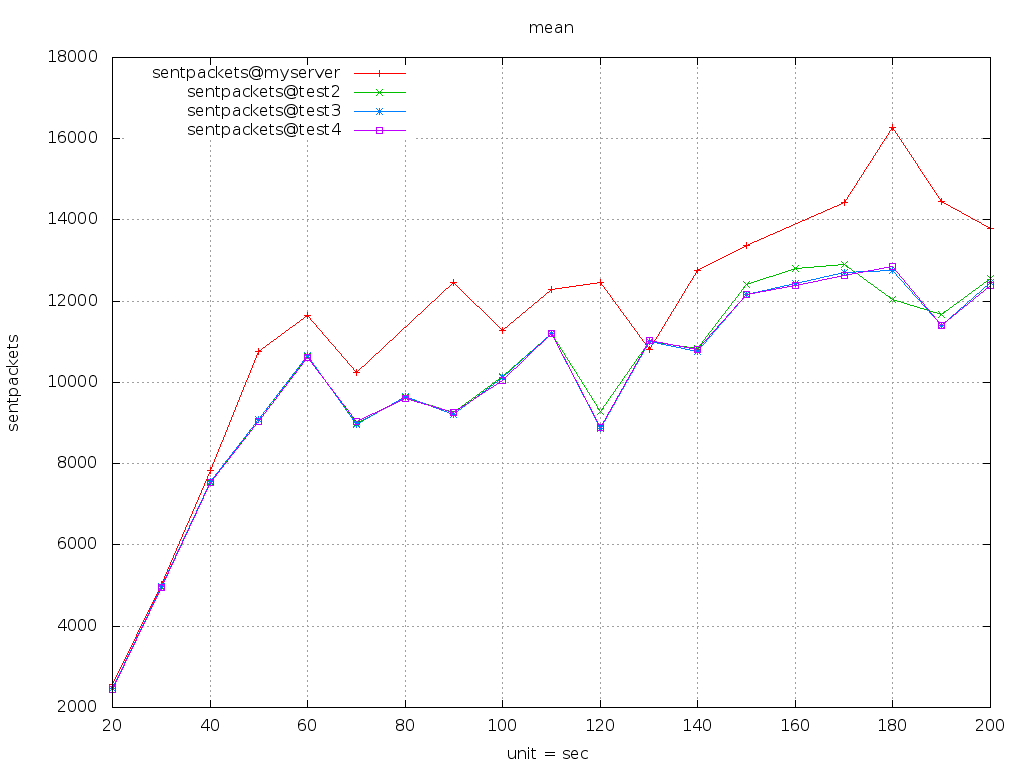 mean
18000
16000
14000
12000
10000
8000
6000
4000
2000
sentpackets
sentpackets@myserver
sentpackets@test2
sentpackets@test3
sentpackets@test4
20 40 60 80 100 120 140 160 180 200
unit = sec